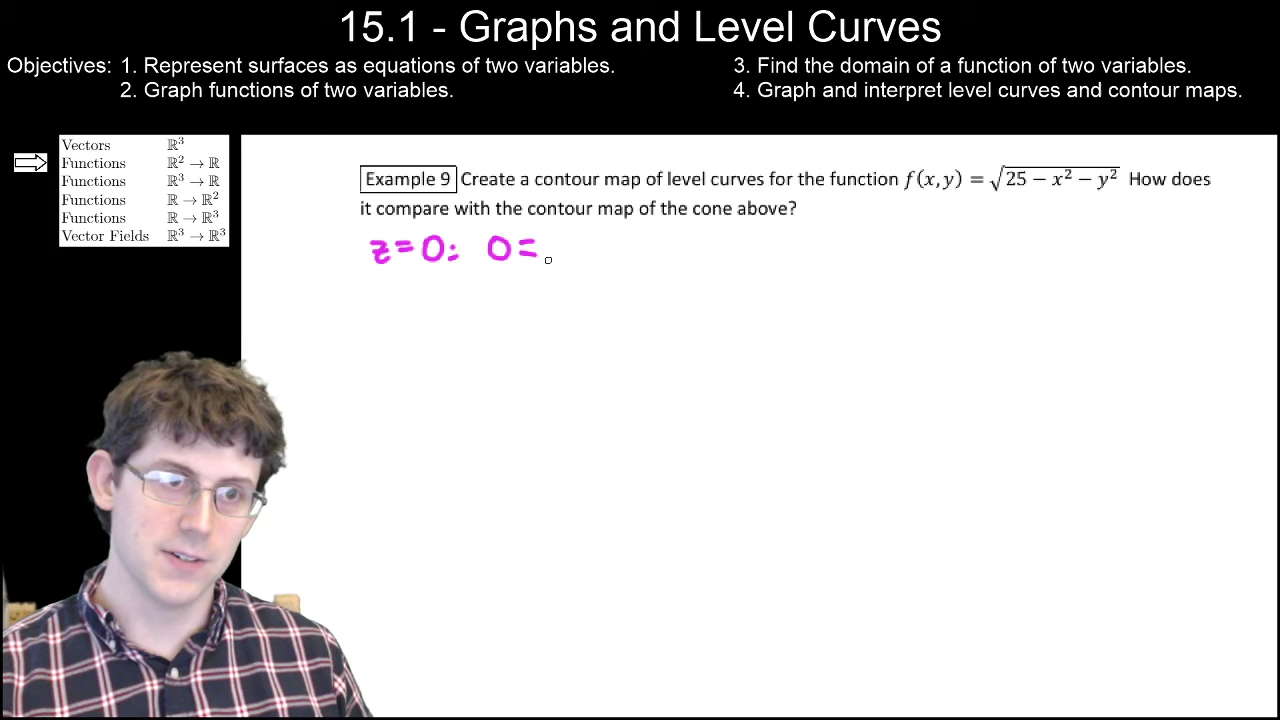 15.1 - Graphs and Level Curves
Objectives: 1. Represent surfaces as equations of two variables.
2. Graph functions of two variables.
3. Find the domain of a function of two variables.
4. Graph and interpret level curves and contour maps.
Vectors ℝ³
Functions ℝ² → ℝ
Functions ℝ³ → ℝ
Functions ℝ → ℝ²
Functions ℝ → ℝ³
Vector Fields ℝ³ → ℝ³
Example 9 Create a contour map of level curves for the function f(x, y) = √(25 − x² − y²) How does
it compare with the contour map of the cone above?
z=0: 0=